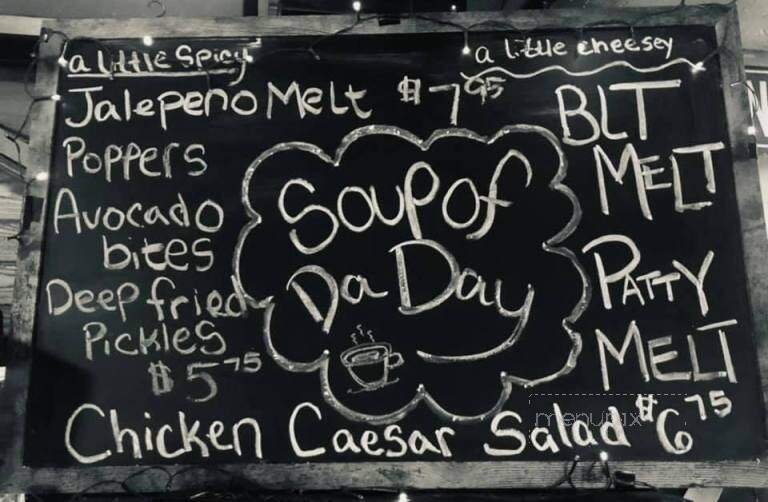 a little Spicy
a little cheesey
Jalepeno Melt $7.95
Poppers
Avocado
bites
Deep fried
Pickles
$5.75
Soup of
Da Day
BLT
MELT
PATTY
MELT
Chicken Caesar Salad $6.75
menupix